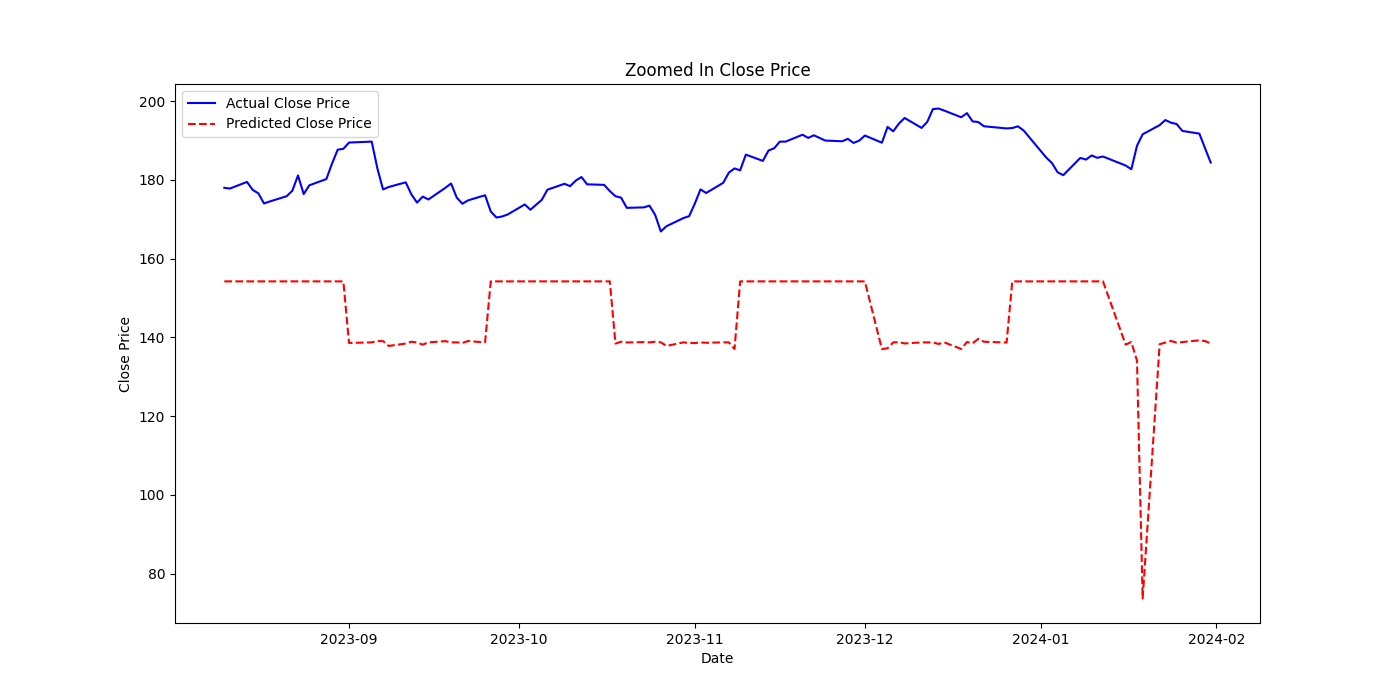 Zoomed In Close Price
Actual Close Price
Predicted Close Price
Close Price
200
180
160
140
120
100
80
2023-09
2023-10
2023-11
2023-12
2024-01
2024-02
Date